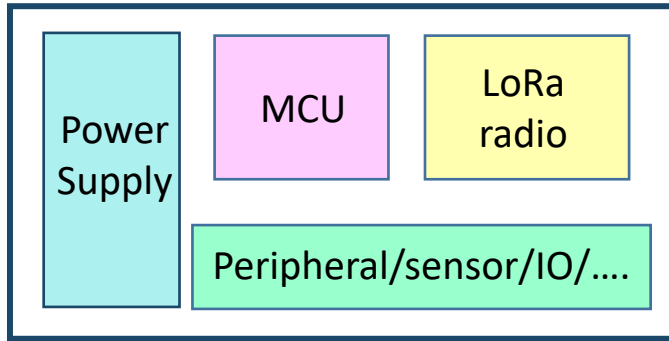 Power
Supply
MCU
LoRa
radio
Peripheral/sensor/IO/....